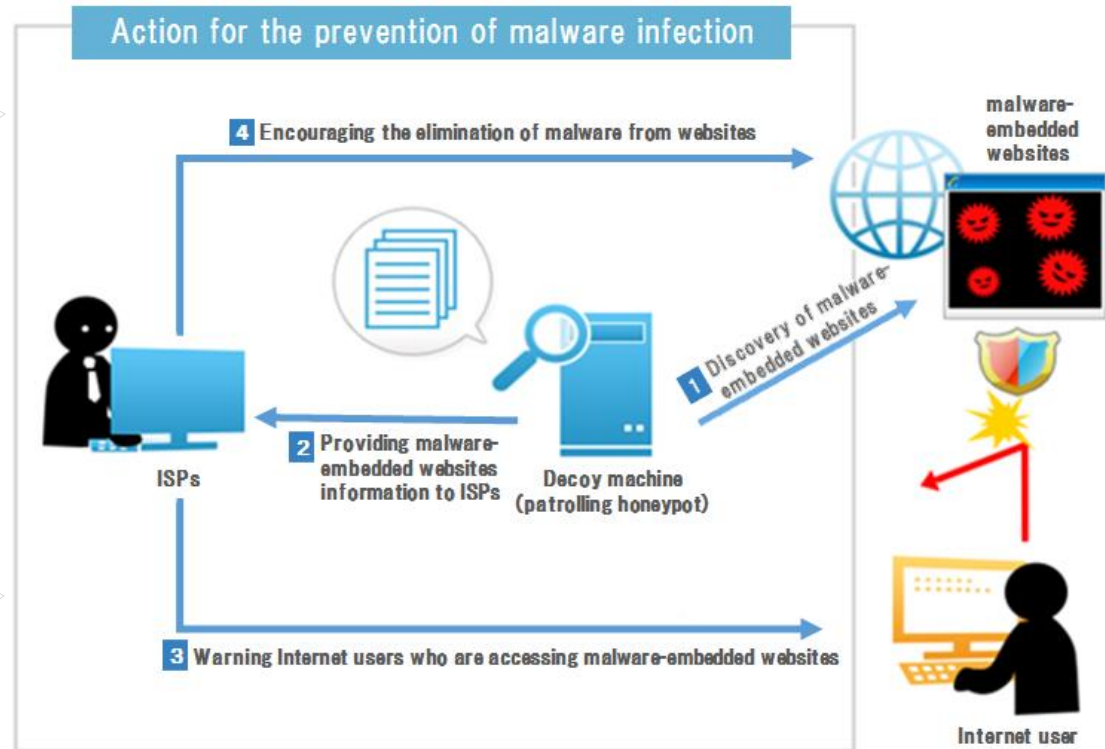 Action for the prevention of malware infection
4 Encouraging the elimination of malware from websites
malware-
embedded
websites
1 Discovery of malware-
embedded websites
2 Providing malware-
embedded websites
information to ISPs
ISPs
Decoy machine
(patrolling honeypot)
3 Warning Internet users who are accessing malware-embedded websites
Internet user